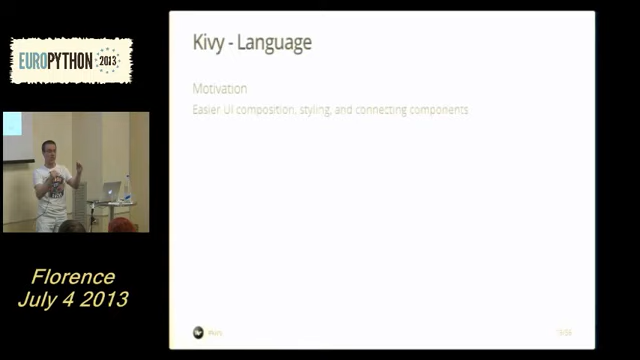 EUROPYTHON 2013
Florence
July 4 2013
Kivy - Language
Motivation
Easier UI composition, styling, and connecting components